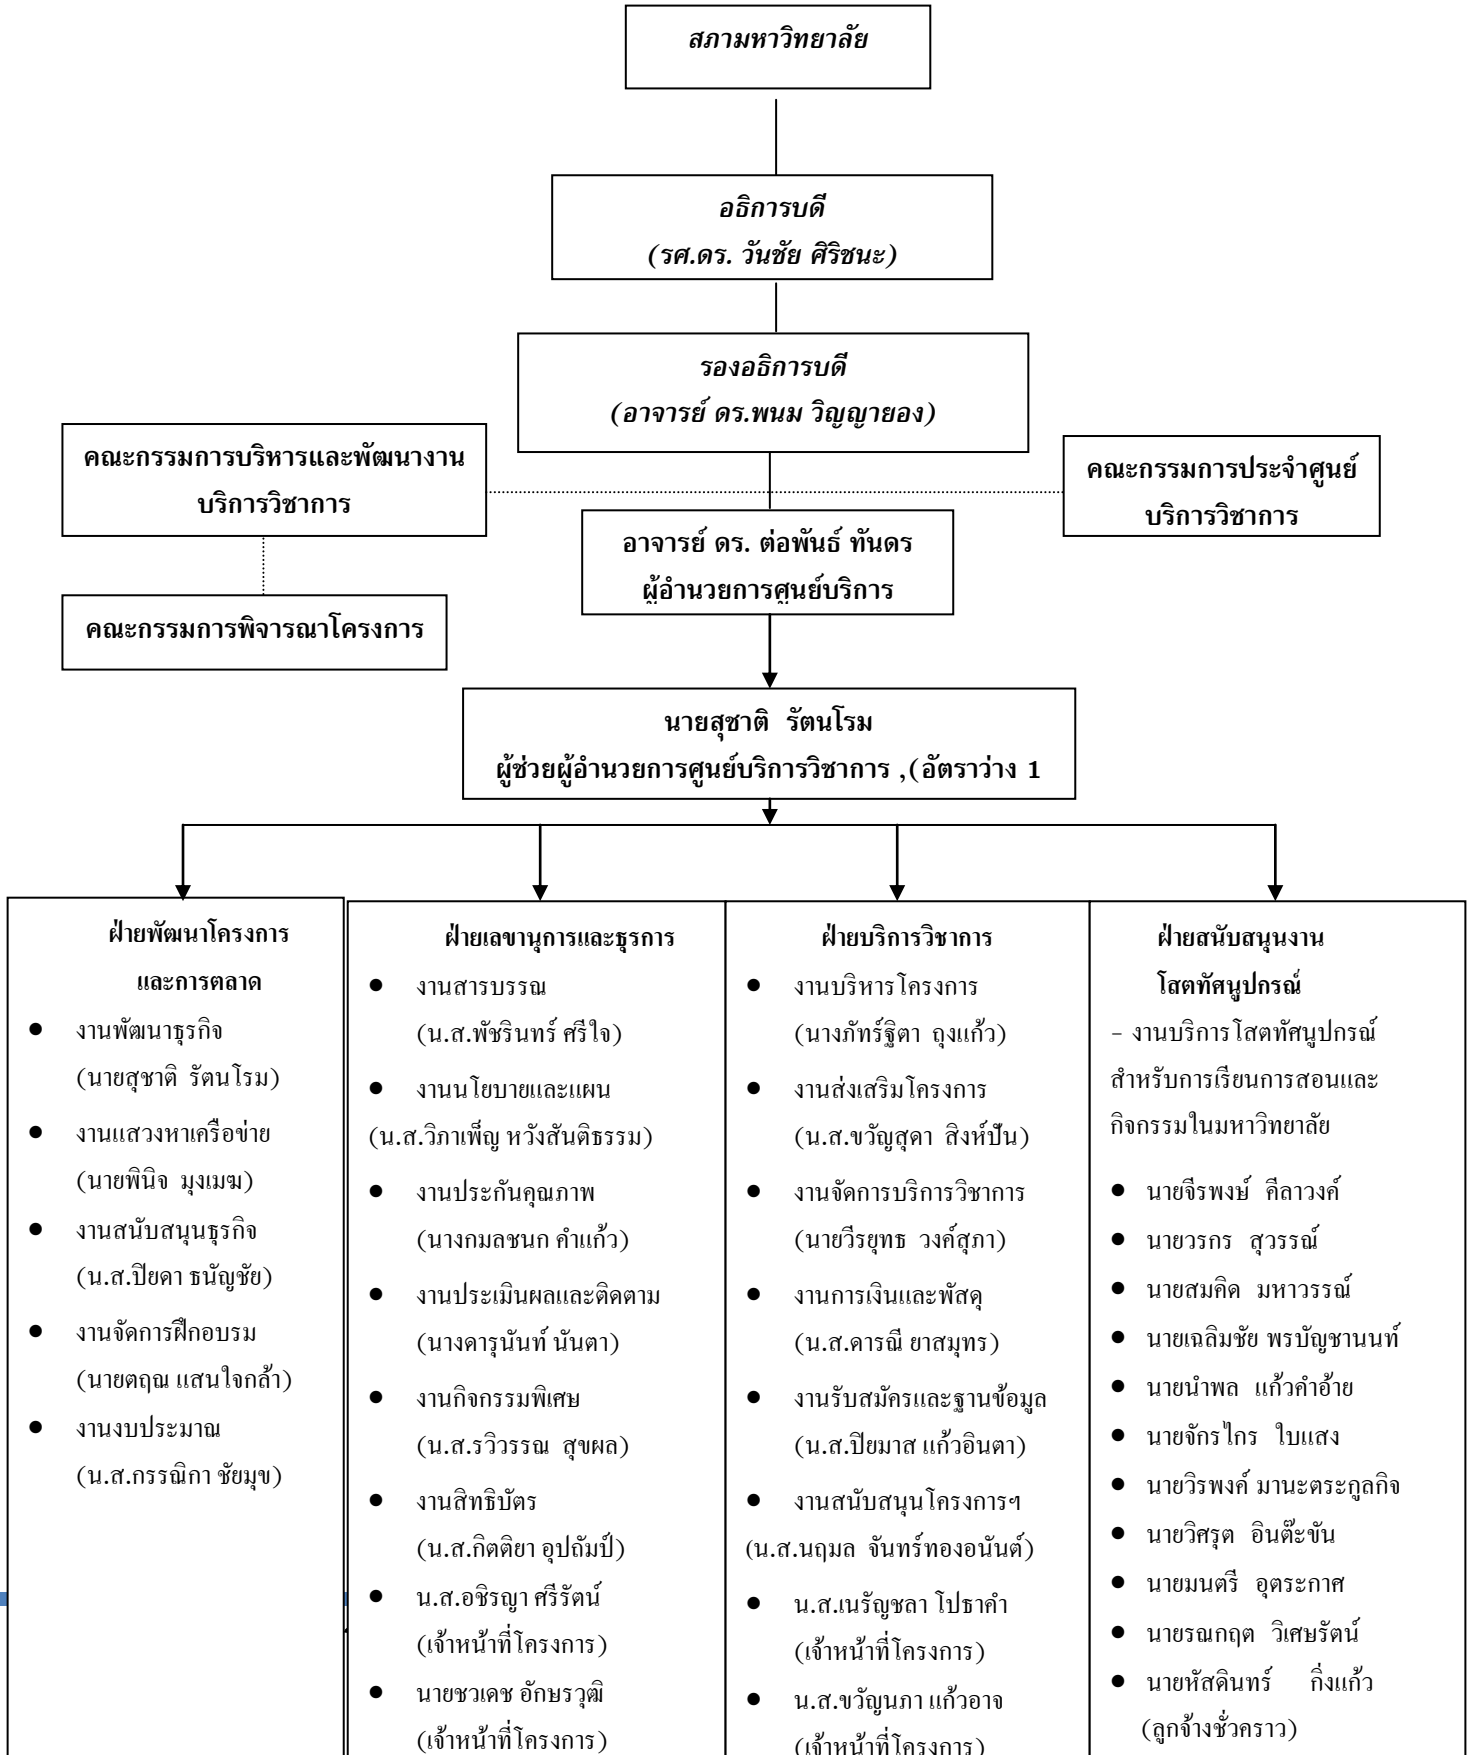 สภามหาวิทยาลัย
อธิการบดี
(รศ.ดร. วันชัย ศิริชนะ)
รองอธิการบดี
(อาจารย์ ดร.พนม วิญญายอง)
คณะกรรมการบริหารและพัฒนางาน
บริการวิชาการ
คณะกรรมการประจำศูนย์
บริการวิชาการ
อาจารย์ ดร. ต่อพันธ์ ทันดร
ผู้อำนวยการศูนย์บริการ
คณะกรรมการพิจารณาโครงการ
นายสุชาติ รัตนโรม
ผู้ช่วยผู้อำนวยการศูนย์บริการวิชาการ ,(อัตราว่าง 1
ฝ่ายพัฒนาโครงการ
และการตลาด
● งานพัฒนาธุรกิจ
(นายสุชาติ รัตนโรม)
● งานแสวงหาเครือข่าย
(นายพินิจ มุงเมฆ)
● งานสนับสนุนธุรกิจ
(น.ส.ปิยดา ธนัญชัย)
● งานจัดการฝึกอบรม
(นายตฤณ แสนใจกล้า)
● งานงบประมาณ
(น.ส.กรรณิกา ชัยมุข)
ฝ่ายเลขานุการและธุรการ
● งานสารบรรณ
(น.ส.พัชรินทร์ ศรีใจ)
● งานนโยบายและแผน
(น.ส.วิภาเพ็ญ หวังสันติธรรม)
● งานประกันคุณภาพ
(นางกมลชนก คำแก้ว)
● งานประเมินผลและติดตาม
(นางดารุนันท์ นันตา)
● งานกิจกรรมพิเศษ
(น.ส.รวิวรรณ สุขผล)
● งานสิทธิบัตร
(น.ส.กิตติยา อุปถัมป์)
● น.ส.อชิรญา ศรีรัตน์
(เจ้าหน้าที่โครงการ)
● นายชวเดช อักษรวุฒิ
(เจ้าหน้าที่โครงการ)
ฝ่ายบริการวิชาการ
● งานบริหารโครงการ
(นางภัทร์ฐิตา ถุงแก้ว)
● งานส่งเสริมโครงการ
(น.ส.ขวัญสุดา สิงห์ปัน)
● งานจัดการบริการวิชาการ
(นายวีรยุทธ วงค์สุภา)
● งานการเงินและพัสดุ
(น.ส.ดารณี ยาสมุทร)
● งานรับสมัครและฐานข้อมูล
(น.ส.ปิยมาส แก้วอินตา)
● งานสนับสนุนโครงการฯ
(น.ส.นฤมล จันทร์ทองอนันต์)
● น.ส.เนรัญชลา โปธาคำ
(เจ้าหน้าที่โครงการ)
● น.ส.ขวัญนภา แก้วอาจ
(เจ้าหน้าที่โครงการ)
ฝ่ายสนับสนุนงาน
โสตทัศนูปกรณ์
- งานบริการโสตทัศนูปกรณ์
สำหรับการเรียนการสอนและ
กิจกรรมในมหาวิทยาลัย
● นายจีรพงษ์ คีลาวงค์
● นายวรกร สุวรรณ์
● นายสมคิด มหาวรรณ์
● นายเฉลิมชัย พรบัญชานนท์
● นายนำพล แก้วคำอ้าย
● นายจักรไกร ใบแสง
● นายวิรพงค์ มานะตระกูลกิจ
● นายวิศรุต อินต๊ะขัน
● นายมนตรี อุตระกาศ
● นายรณกฤต วิเศษรัตน์
● นายหัสดินทร์ กิ่งแก้ว
(ลูกจ้างชั่วคราว)